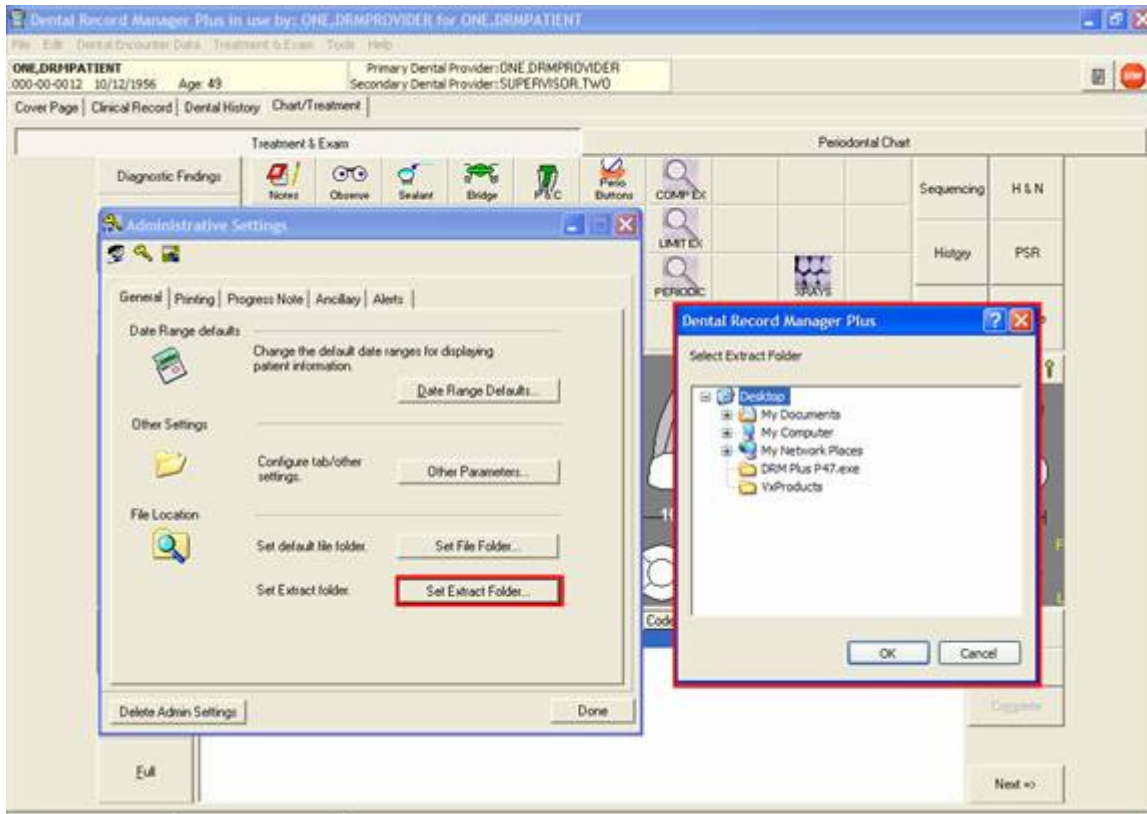 Dental Record Manager Plus in use by: ONE,DRMPROVIDER for ONE,DRMPATIENT
File Edit Dental Encounter Data Treatment & Exam Tools Help
ONE,DRMPATIENT Primary Dental Provider: ONE,DRMPROVIDER
000-00-0012 10/12/1956 Age: 49 Secondary Dental Provider: SUPERVISOR,TWO
Cover Page Clinical Record Dental History Chart/Treatment
Treatment & Exam Periodontal Chart
Diagnostic Findings Notes Observe Sealant Bridge P & C Perio Buttons COMP EX Sequencing H & N
LIMIT EX
PERIODIC XRAYS
History PSR
Administrative Settings
General Printing Progress Note Ancillary Alerts
Date Range defaults
Change the default date ranges for displaying
patient information.
Date Range Defaults...
Other Settings
Configure tab/other
settings.
Other Parameters...
File Location
Set default file folder. Set File Folder...
Set Extract folder. Set Extract Folder...
Delete Admin Settings Done
Dental Record Manager Plus
Select Extract Folder
Desktop
My Documents
My Computer
My Network Places
DRM Plus P47.exe
VxProducts
OK Cancel
Code
Complete
Full Next =>